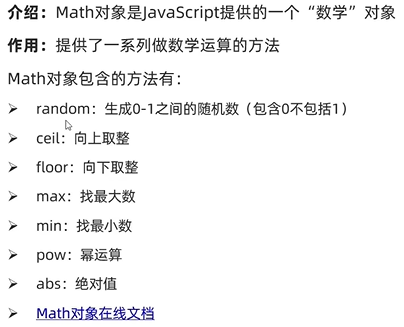 介绍：Math对象是JavaScript提供的一个“数学”对象
作用：提供了一系列做数学运算的方法
Math对象包含的方法有：
➢ random：生成0-1之间的随机数（包含0不包括1）
➢ ceil：向上取整
➢ floor：向下取整
➢ max：找最大数
➢ min：找最小数
➢ pow：幂运算
➢ abs：绝对值
➢ Math对象在线文档